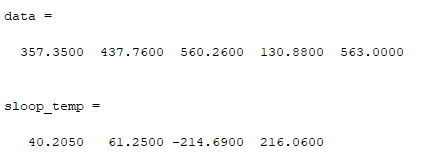 data =
357.3500 437.7600 560.2600 130.8800 563.0000
sloop_temp =
40.2050 61.2500 -214.6900 216.0600